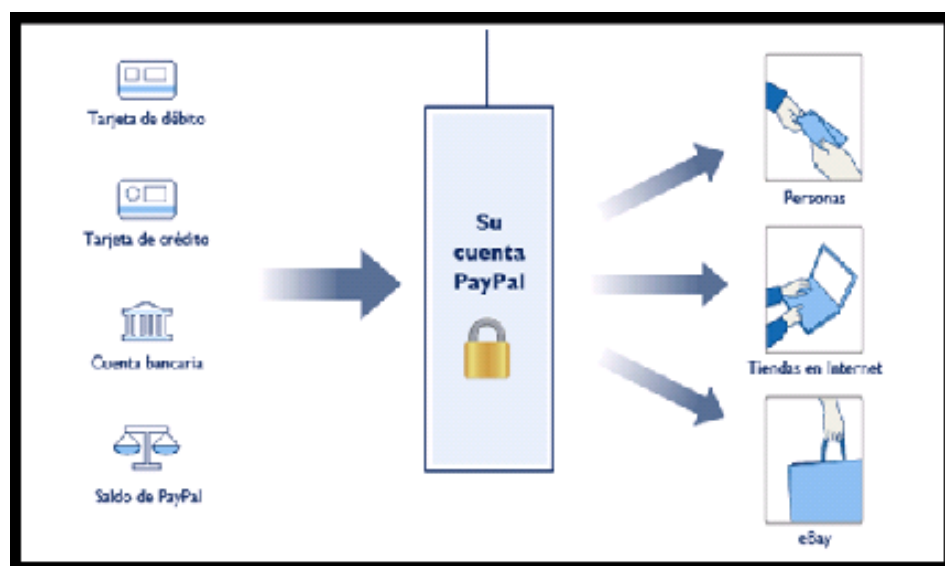 Tarjeta de débito
Tarjeta de crédito
Cuenta bancaria
Saldo de PayPal
Su
cuenta
PayPal
Personas
Tiendas en Internet
eBay